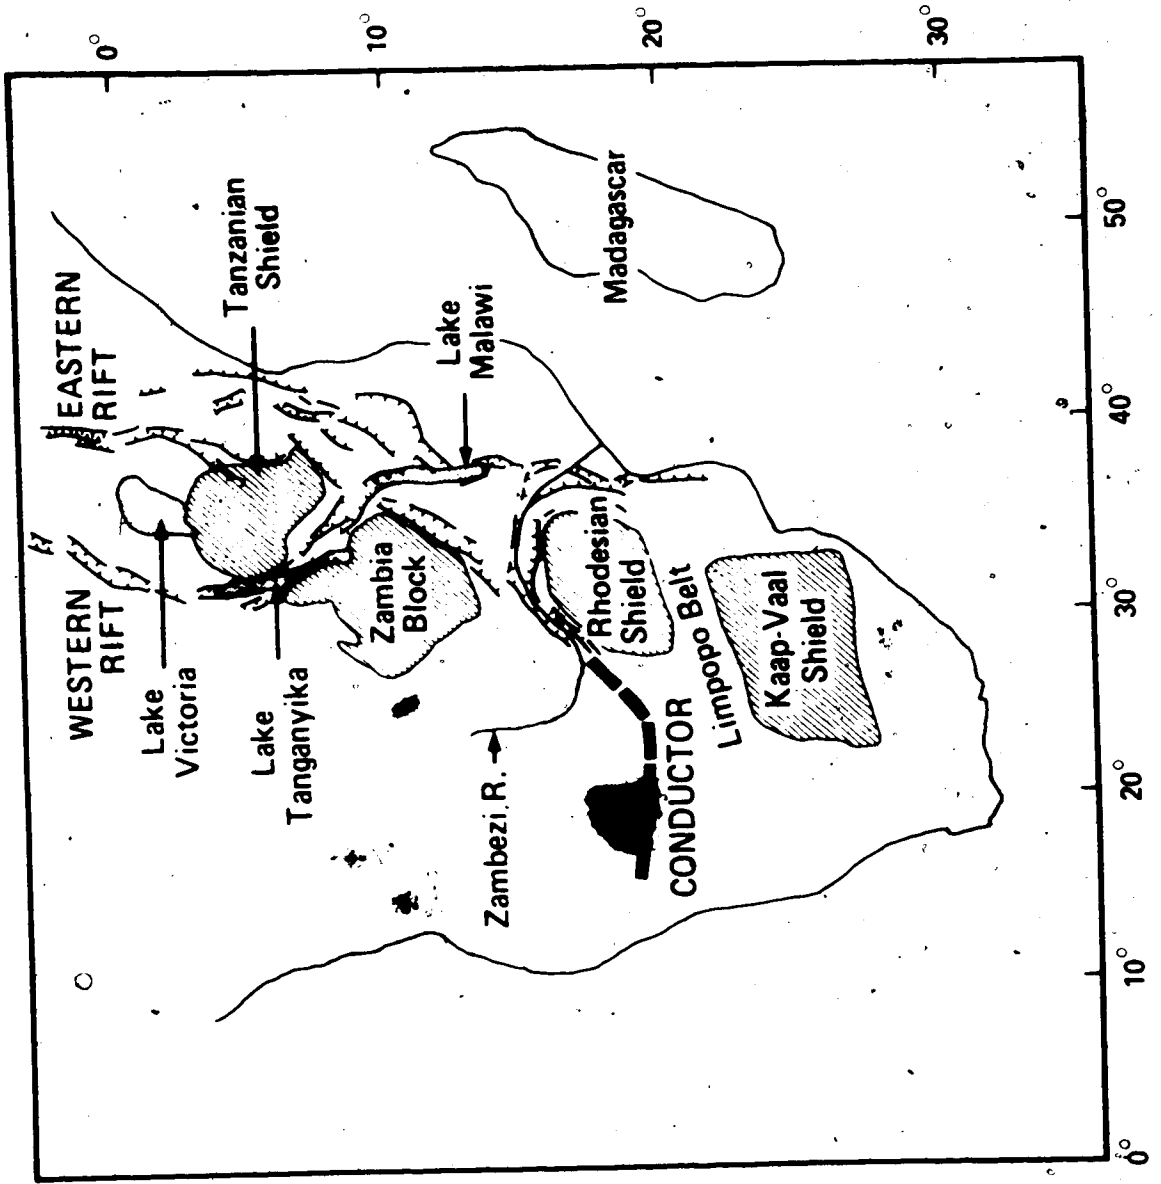 WESTERN
RIFT
EASTERN
RIFT
Lake
Victoria
Tanzanian
Shield
Lake
Tanganyika
Zambia
Block
Lake
Malawi
Zambezi R.
Rhodesian
Shield
CONDUCTOR
Limpopo Belt
Kaap-Vaal
Shield
Madagascar
0°
10°
20°
30°
0°
10°
20°
30°
40°
50°